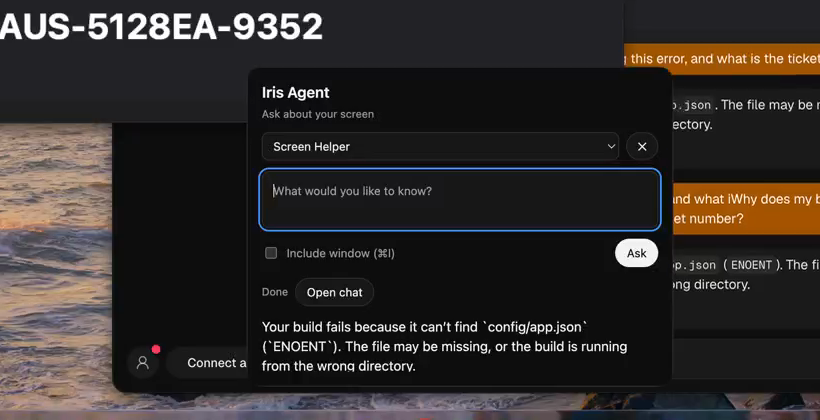 AUS-5128EA-9352
this error, and what is the ticket
Iris Agent
Ask about your screen
.json. The file may be
ectory.
Screen Helper
What would you like to know?
and what iWhy does my b
et number?
Include window (⌘I)
Ask
p.json (ENOENT). The fi
ong directory.
Done
Open chat
Your build fails because it can’t find `config/app.json`
(`ENOENT`). The file may be missing, or the build is running
from the wrong directory.
Connect a